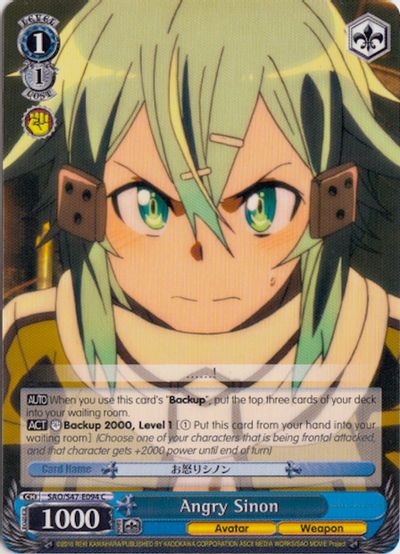 LEVEL
1
1
COST
AUTO When you use this card's "Backup", put the top three cards of your deck
into your waiting room.
ACT Backup 2000, Level 1 [① Put this card from your hand into your
waiting room] (Choose one of your characters that is being frontal attacked,
and that character gets +2000 power until end of turn)
Card Name お怒りシノン
CH SAO/S47-E094 C
POWER 1000
Angry Sinon
Avatar Weapon
©2016 REKI KAWAHARA/PUBLISHED BY KADOKAWA CORPORATION ASCII MEDIA WORKS/SAO MOVIE Project